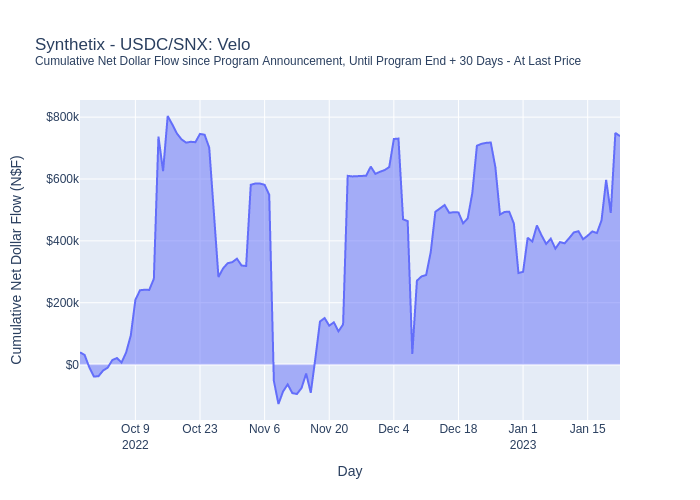 Synthetix - USDC/SNX: Velo
Cumulative Net Dollar Flow since Program Announcement, Until Program End + 30 Days - At Last Price
Cumulative Net Dollar Flow (N$F)
$800k
$600k
$400k
$200k
$0
Oct 9
2022
Oct 23
Nov 6
Nov 20
Dec 4
Dec 18
Jan 1
2023
Jan 15
Day